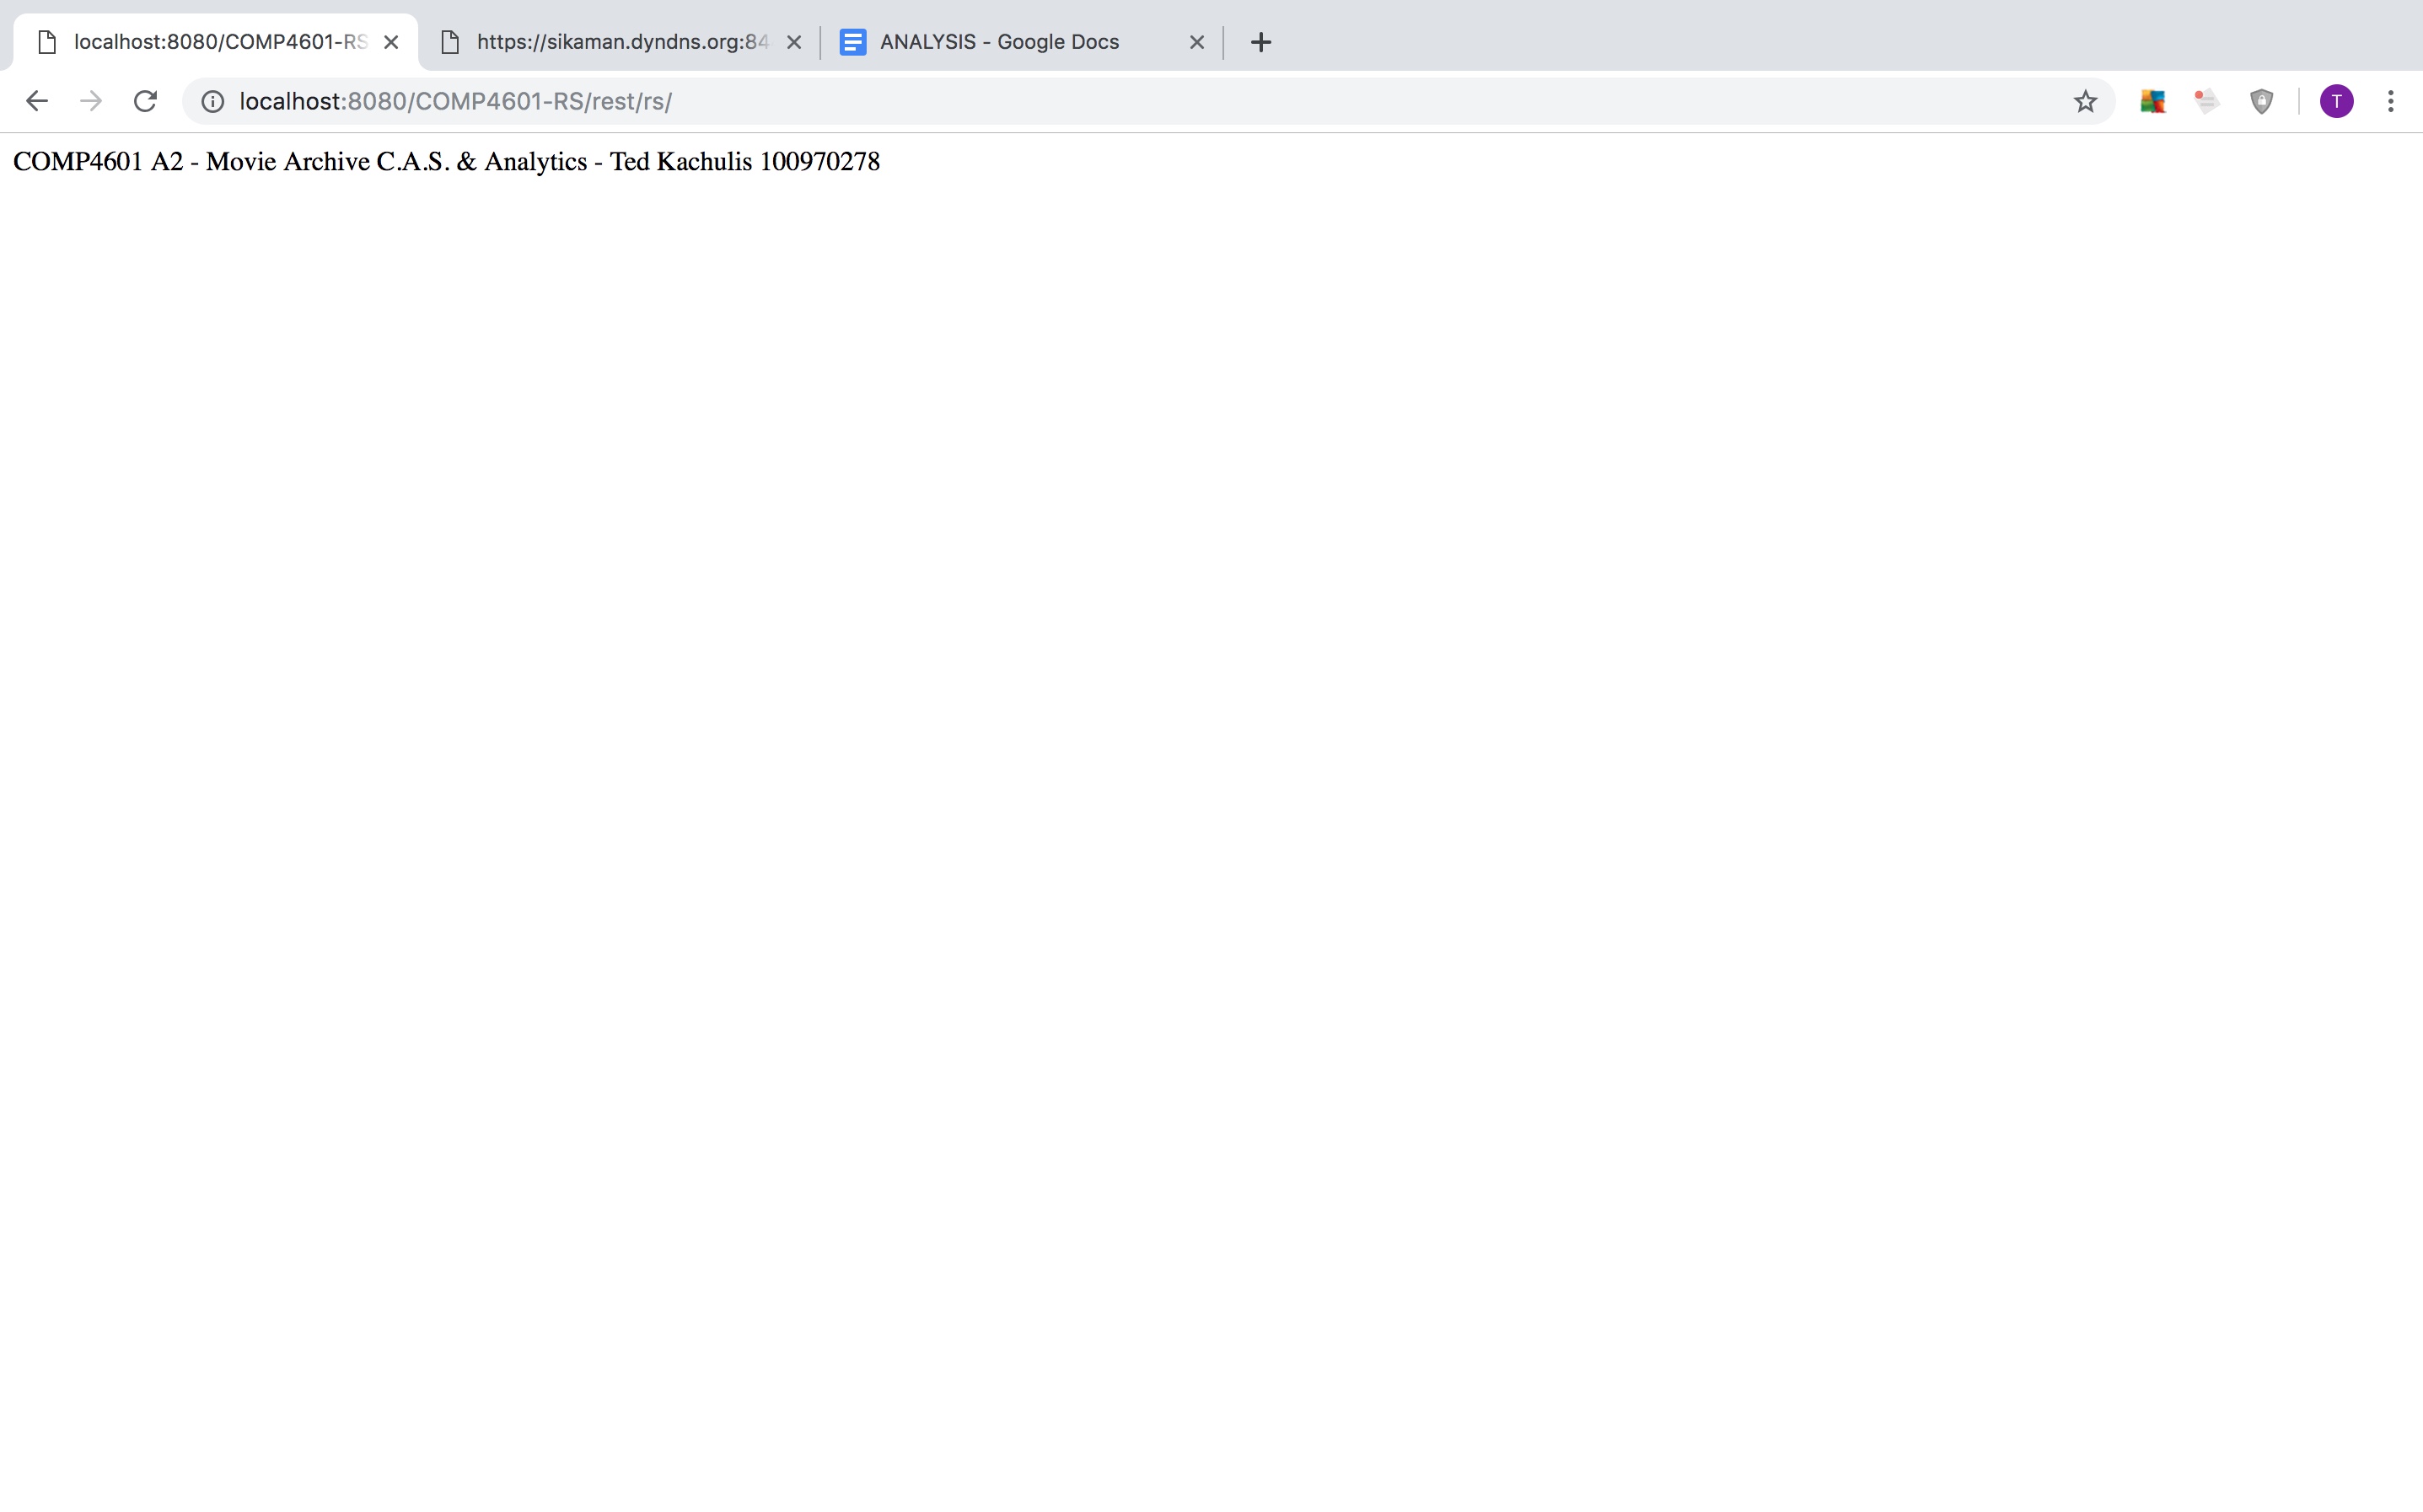 localhost:8080/COMP4601-RS
https://sikaman.dyndns.org:84
ANALYSIS - Google Docs
localhost:8080/COMP4601-RS/rest/rs/
T
COMP4601 A2 - Movie Archive C.A.S. & Analytics - Ted Kachulis 100970278